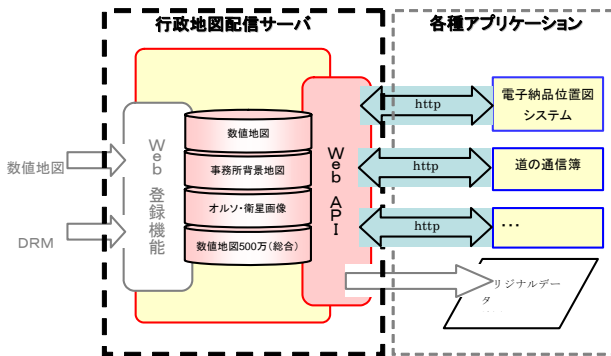 行政地図配信サーバ
各種アプリケーション
数値地図
DRM
Web 登録機能
数値地図
事務所背景地図
オルソ・衛星画像
数値地図500万(総合)
Web API
http
http
http
電子納品位置図
システム
道の通信簿
・・・
リジナルデー
タ